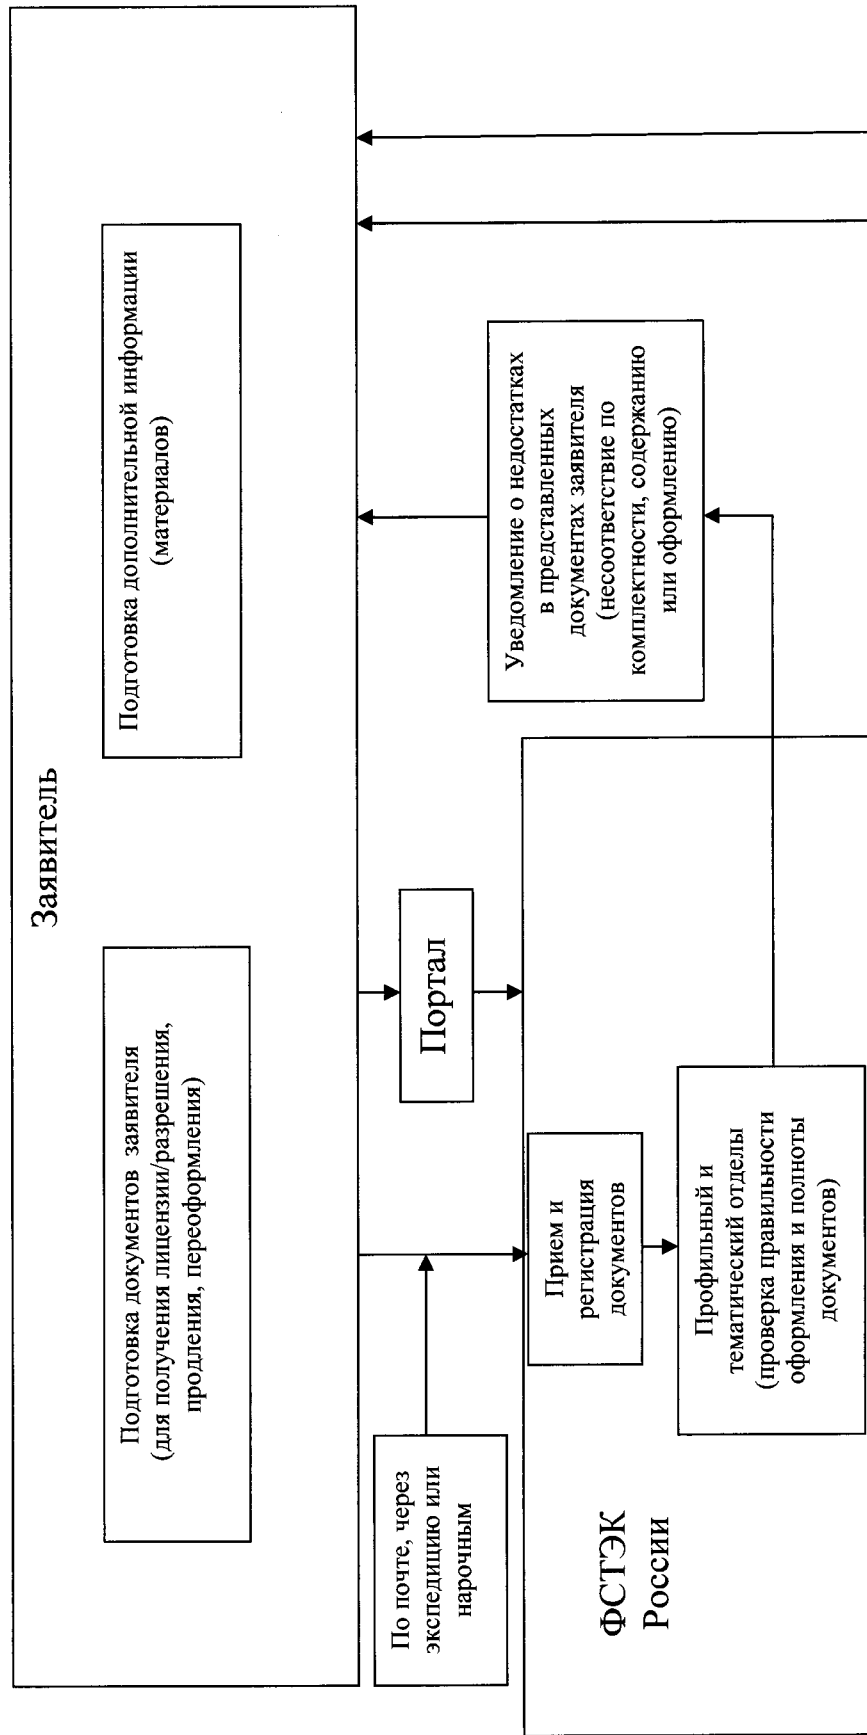 Заявитель
Подготовка документов заявителя
(для получения лицензии/разрешения,
продления, переоформления)
Подготовка дополнительной информации
(материалов)
По почте, через
экспедицию или
нарочным
Портал
Уведомление о недостатках
в представленных
документах заявителя
(несоответствие по
комплектности, содержанию
или оформлению)
ФСТЭК
России
Прием и
регистрация
документов
Профильный и
тематический отделы
(проверка правильности
оформления и полноты
документов)